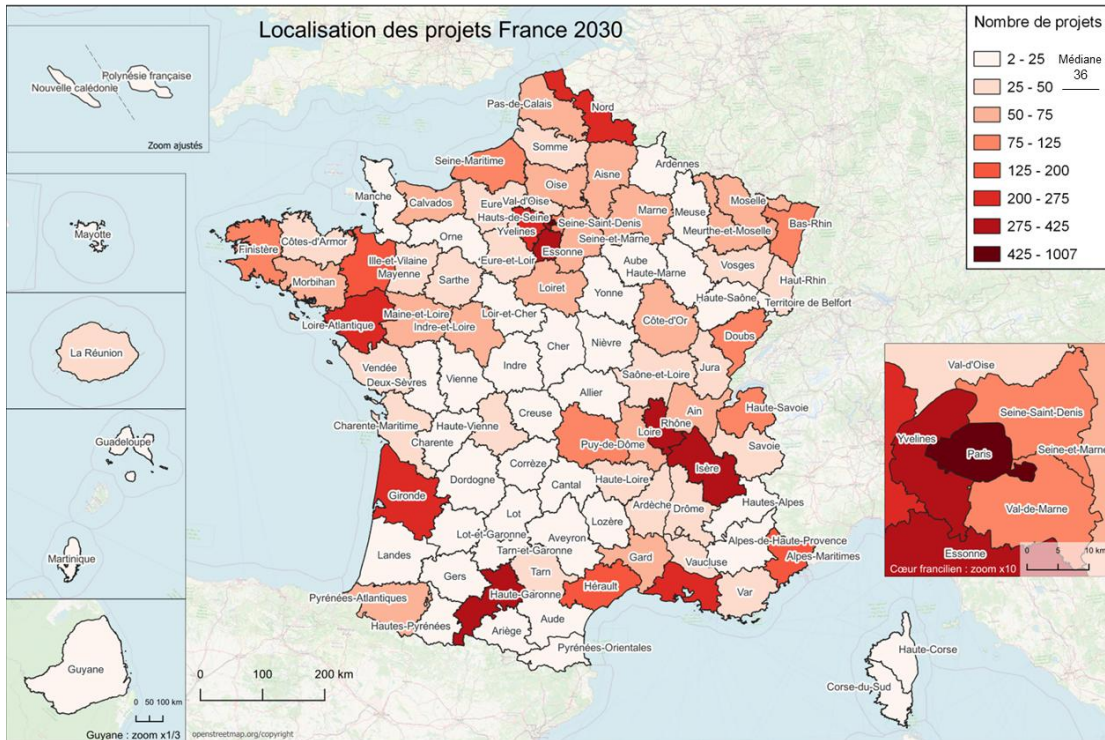 Localisation des projets France 2030
Nombre de projets
2 - 25
Médiane
36
25 - 50
50 - 75
75 - 125
125 - 200
200 - 275
275 - 425
425 - 1007
Polynésie française
Nouvelle calédonie
Zoom ajustés
Mayotte
La Réunion
Guadeloupe
Martinique
Guyane
0 50 100 km
Guyane : zoom x1/3
Nord
Pas-de-Calais
Somme
Seine-Maritime
Ardennes
Aisne
Oise
Manche
Calvados
Eure
Val-d'Oise
Hauts-de-Seine
Seine-Saint-Denis
Yvelines
Essonne
Seine-et-Marne
Marne
Meuse
Moselle
Meurthe-et-Moselle
Bas-Rhin
Finistère
Côtes-d'Armor
Orne
Eure-et-Loir
Ille-et-Vilaine
Mayenne
Morbihan
Sarthe
Loiret
Aube
Haute-Marne
Vosges
Haut-Rhin
Yonne
Haute-Saône
Territoire de Belfort
Loir-et-Cher
Maine-et-Loire
Loire-Atlantique
Indre-et-Loire
Côte-d'Or
Doubs
Cher
Nièvre
Vendée
Deux-Sèvres
Vienne
Indre
Allier
Saône-et-Loire
Jura
Creuse
Haute-Vienne
Charente-Maritime
Charente
Puy-de-Dôme
Loire
Rhône
Ain
Haute-Savoie
Savoie
Isère
Corrèze
Dordogne
Cantal
Haute-Loire
Gironde
Lot
Ardèche
Drôme
Hautes-Alpes
Lot-et-Garonne
Lozère
Aveyron
Landes
Tarn-et-Garonne
Alpes-de-Haute-Provence
Alpes-Maritimes
Gard
Vaucluse
Gers
Tarn
Hérault
Var
Haute-Garonne
Pyrénées-Atlantiques
Hautes-Pyrénées
Aude
Ariège
Pyrénées-Orientales
Haute-Corse
Corse-du-Sud
Val-d'Oise
Seine-Saint-Denis
Yvelines
Paris
Seine-et-Marne
Val-de-Marne
Essonne
0 5 10 km
Cœur francilien : zoom x10
0 100 200 km
openstreetmap.org/copyright